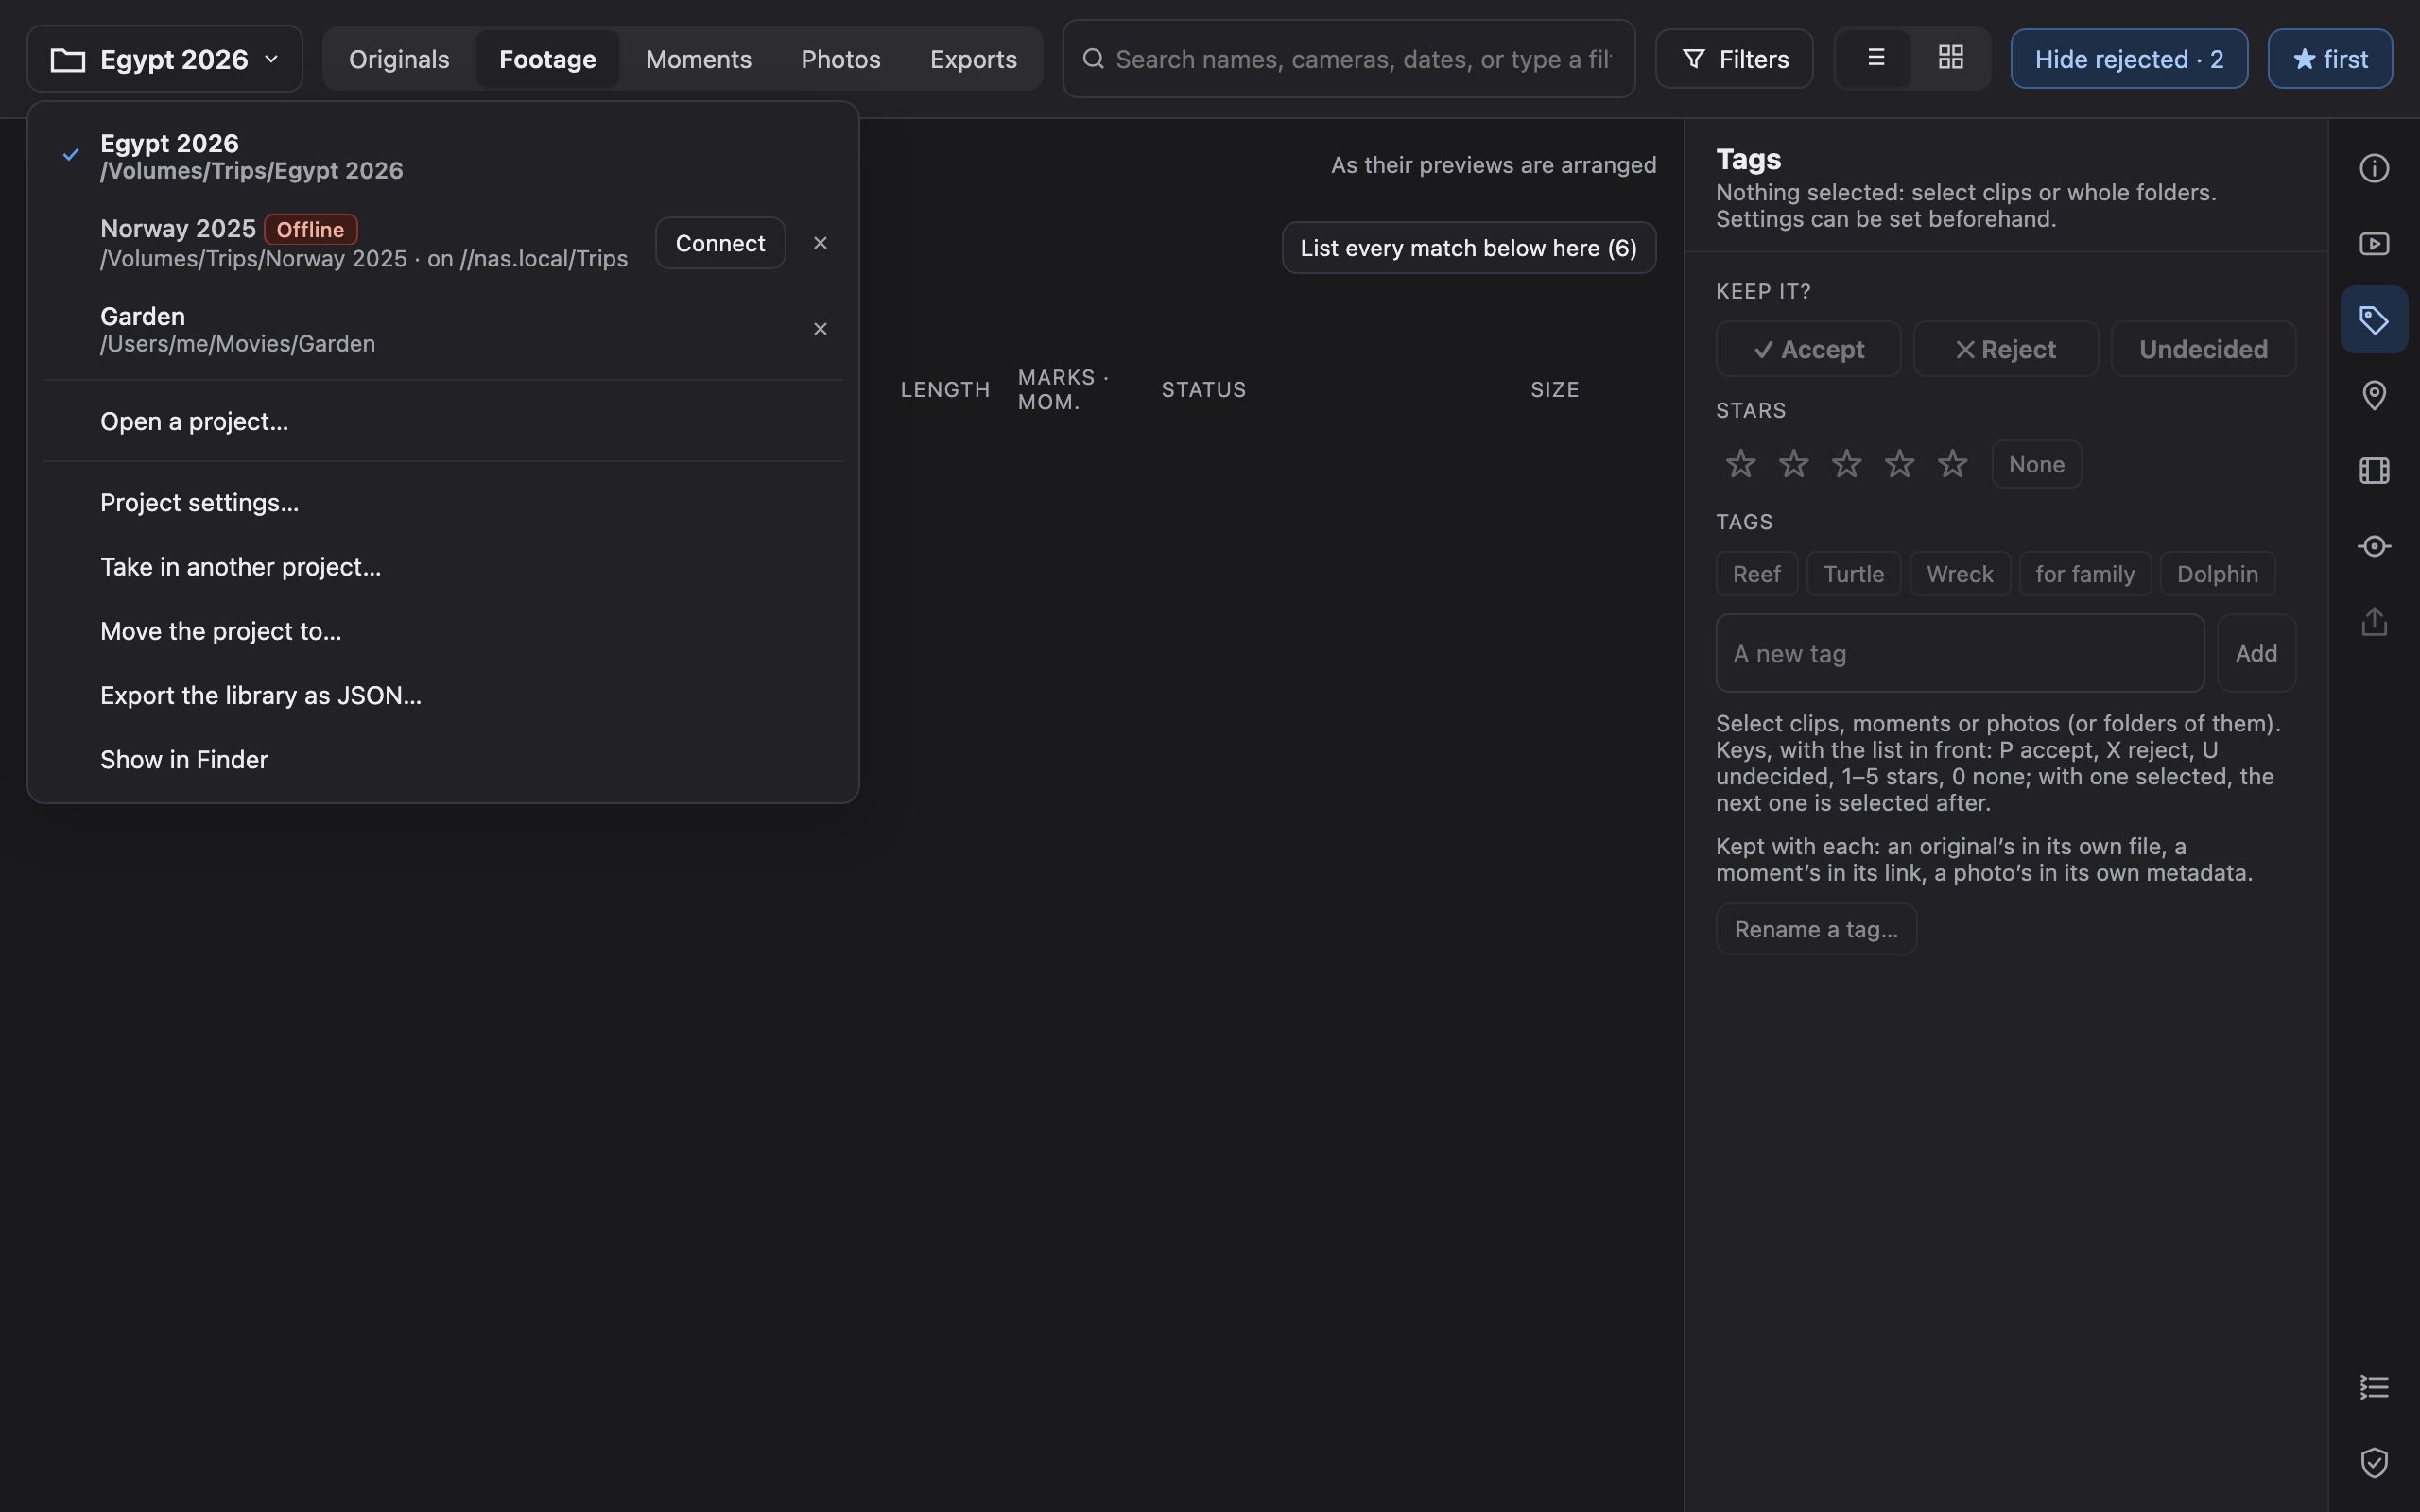 Egypt 2026
Originals
Footage
Moments
Photos
Exports
Search names, cameras, dates, or type a fil
Filters
Hide rejected · 2
★ first
Egypt 2026
/Volumes/Trips/Egypt 2026
Norway 2025 Offline
/Volumes/Trips/Norway 2025 · on //nas.local/Trips
Connect
Garden
/Users/me/Movies/Garden
Open a project…
Project settings…
Take in another project…
Move the project to…
Export the library as JSON…
Show in Finder
As their previews are arranged
List every match below here (6)
LENGTH
MARKS ·
MOM.
STATUS
SIZE
Tags
Nothing selected: select clips or whole folders.
Settings can be set beforehand.
KEEP IT?
✓ Accept
✕ Reject
Undecided
STARS
None
TAGS
Reef
Turtle
Wreck
for family
Dolphin
A new tag
Add
Select clips, moments or photos (or folders of them).
Keys, with the list in front: P accept, X reject, U
undecided, 1–5 stars, 0 none; with one selected, the
next one is selected after.
Kept with each: an original’s in its own file, a
moment’s in its link, a photo’s in its own metadata.
Rename a tag…